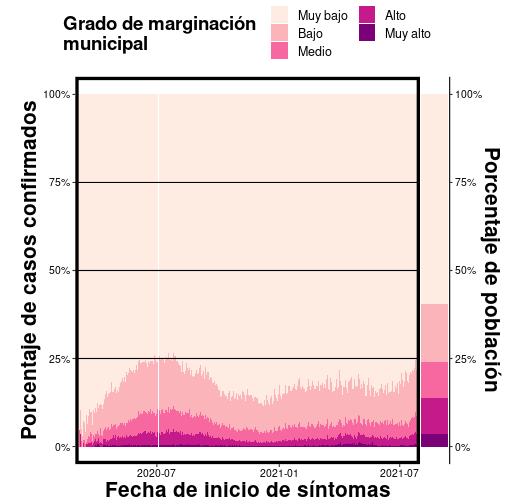 Grado de marginación
municipal
Muy bajo
Bajo
Medio
Alto
Muy alto
Porcentaje de casos confirmados
100%
75%
50%
25%
0%
100%
75%
50%
25%
0%
Porcentaje de población
2020-07
2021-01
2021-07
Fecha de inicio de síntomas